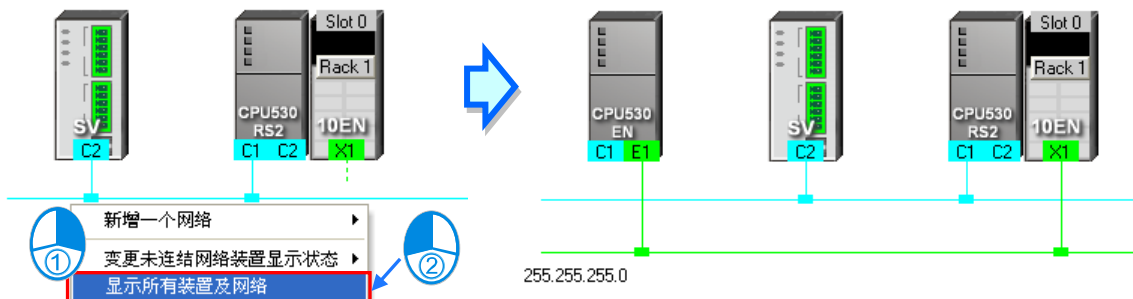 Slot 0
Rack 1
SV
C2
CPU530
RS2
C1 C2
10EN
X1
新增一个网络
变更未连结网络装置显示状态
显示所有装置及网络
①
②
CPU530
EN
C1 E1
SV
C2
Slot 0
Rack 1
CPU530
RS2
C1 C2
10EN
X1
255.255.255.0